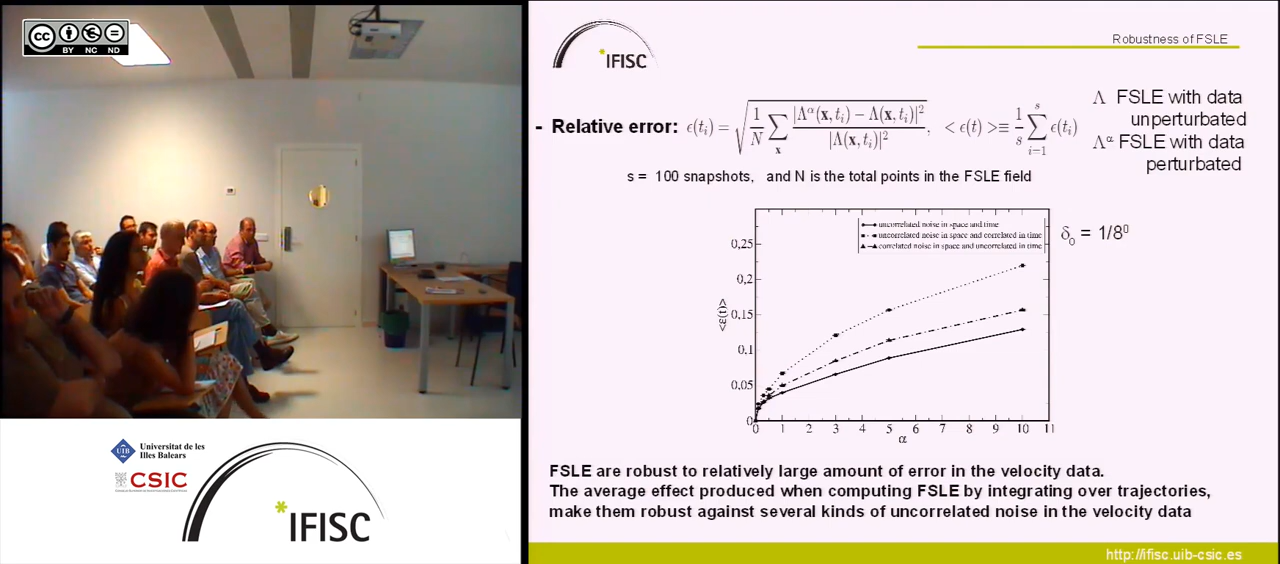 cc
BY NC ND
UIB
Universitat de les
Illes Balears
CSIC
*IFISC
*IFISC
Robustness of FSLE
- Relative error: ϵ(tᵢ) = √(1/N ∑ₓ |Λᵅ(x,tᵢ) − Λ(x,tᵢ)|² / |Λ(x,tᵢ)|²), < ϵ(t) >≡ 1/s ∑ᵢ₌₁ˢ ϵ(tᵢ)
Λ FSLE with data
unperturbated
Λᵅ FSLE with data
perturbated
s = 100 snapshots, and N is the total points in the FSLE field
uncorrelated noise in space and time
uncorrelated noise in space and correlated in time
correlated noise in space and uncorrelated in time
δ₀ = 1/8⁰
0,25
0,2
0,15
0,1
0,05
0
<ε(t)>
0 1 2 3 4 5 6 7 8 9 10 11
α
FSLE are robust to relatively large amount of error in the velocity data.
The average effect produced when computing FSLE by integrating over trajectories,
make them robust against several kinds of uncorrelated noise in the velocity data
http://ifisc.uib-csic.es